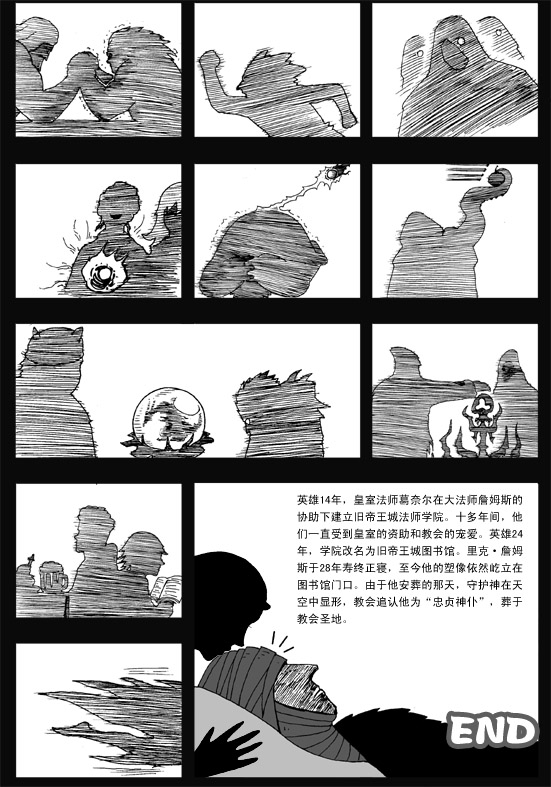 英雄14年，皇室法师葛奈尔在大法师詹姆斯的
协助下建立旧帝王城法师学院。十多年间，他
们一直受到皇室的资助和教会的宠爱。英雄24
年，学院改名为旧帝王城图书馆。里克·詹姆
斯于28年寿终正寝，至今他的塑像依然屹立在
图书馆门口。由于他安葬的那天，守护神在天
空中显形，教会追认他为“忠贞神仆”，葬于
教会圣地。
END